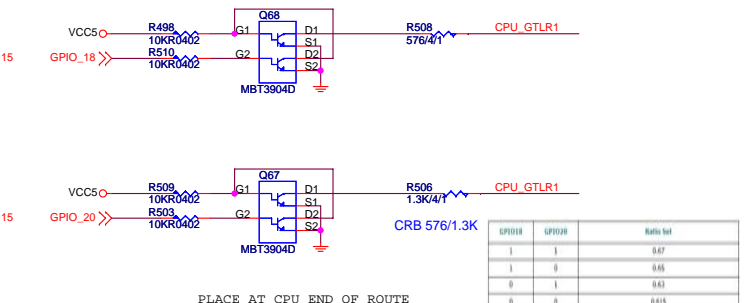 Q68
VCC5 R498 G1 D1 R508 CPU_GTLR1
10KR0402 S1 576/4/1
15 GPIO_18 R510 G2 D2
10KR0402 S2
MBT3904D
Q67
VCC5 R509 G1 D1 R506 CPU_GTLR1
10KR0402 S1 1.3K/4/1
15 GPIO_20 R503 G2 D2
10KR0402 S2
MBT3904D
CRB 576/1.3K
GPIO18 GPIO20 Ratio Sel
1 1 0.67
1 0 0.65
0 1 0.63
0 0 0.615
PLACE AT CPU END OF ROUTE